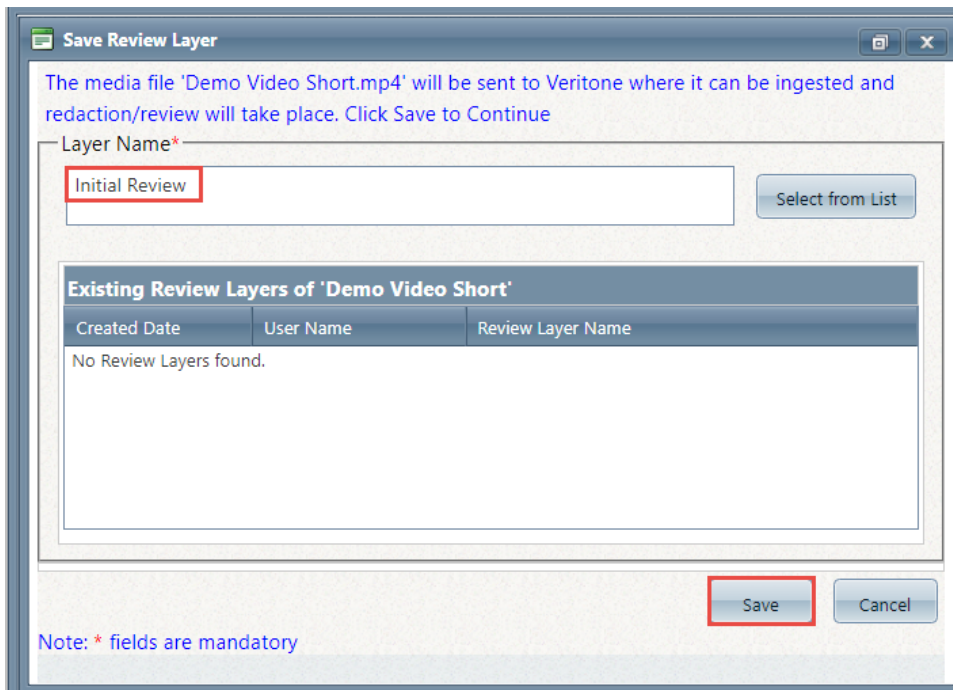 Save Review Layer
The media file 'Demo Video Short.mp4' will be sent to Veritone where it can be ingested and
redaction/review will take place. Click Save to Continue
Layer Name*
Initial Review
Select from List
Existing Review Layers of 'Demo Video Short'
Created Date User Name Review Layer Name
No Review Layers found.
Save Cancel
Note: * fields are mandatory